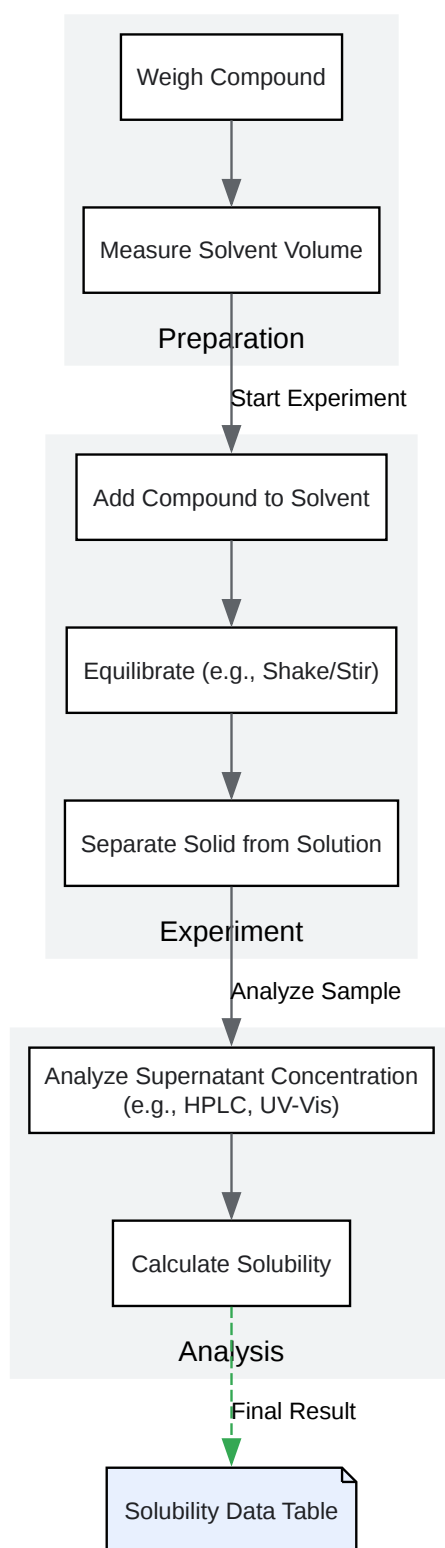 Weigh Compound
Measure Solvent Volume
Preparation
Start Experiment
Add Compound to Solvent
Equilibrate (e.g., Shake/Stir)
Separate Solid from Solution
Experiment
Analyze Sample
Analyze Supernatant Concentration
(e.g., HPLC, UV-Vis)
Calculate Solubility
Analysis
Final Result
Solubility Data Table